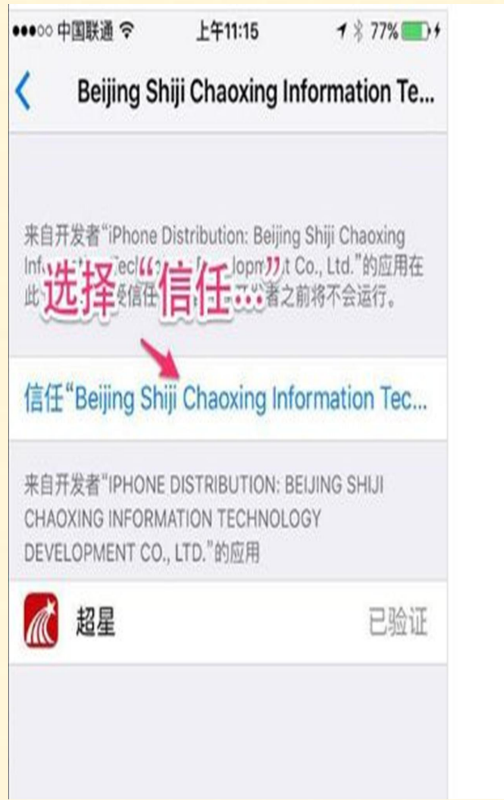 中国联通 上午11:15 77%
Beijing Shiji Chaoxing Information Te...
来自开发者“iPhone Distribution: Beijing Shiji Chaoxing
Co., Ltd.”的应用在
此 信任 者之前将不会运行。
选择“信任...”
信任“Beijing Shiji Chaoxing Information Tec...
来自开发者“IPHONE DISTRIBUTION: BEIJING SHIJI
CHAOXING INFORMATION TECHNOLOGY
DEVELOPMENT CO., LTD.”的应用
超星 已验证